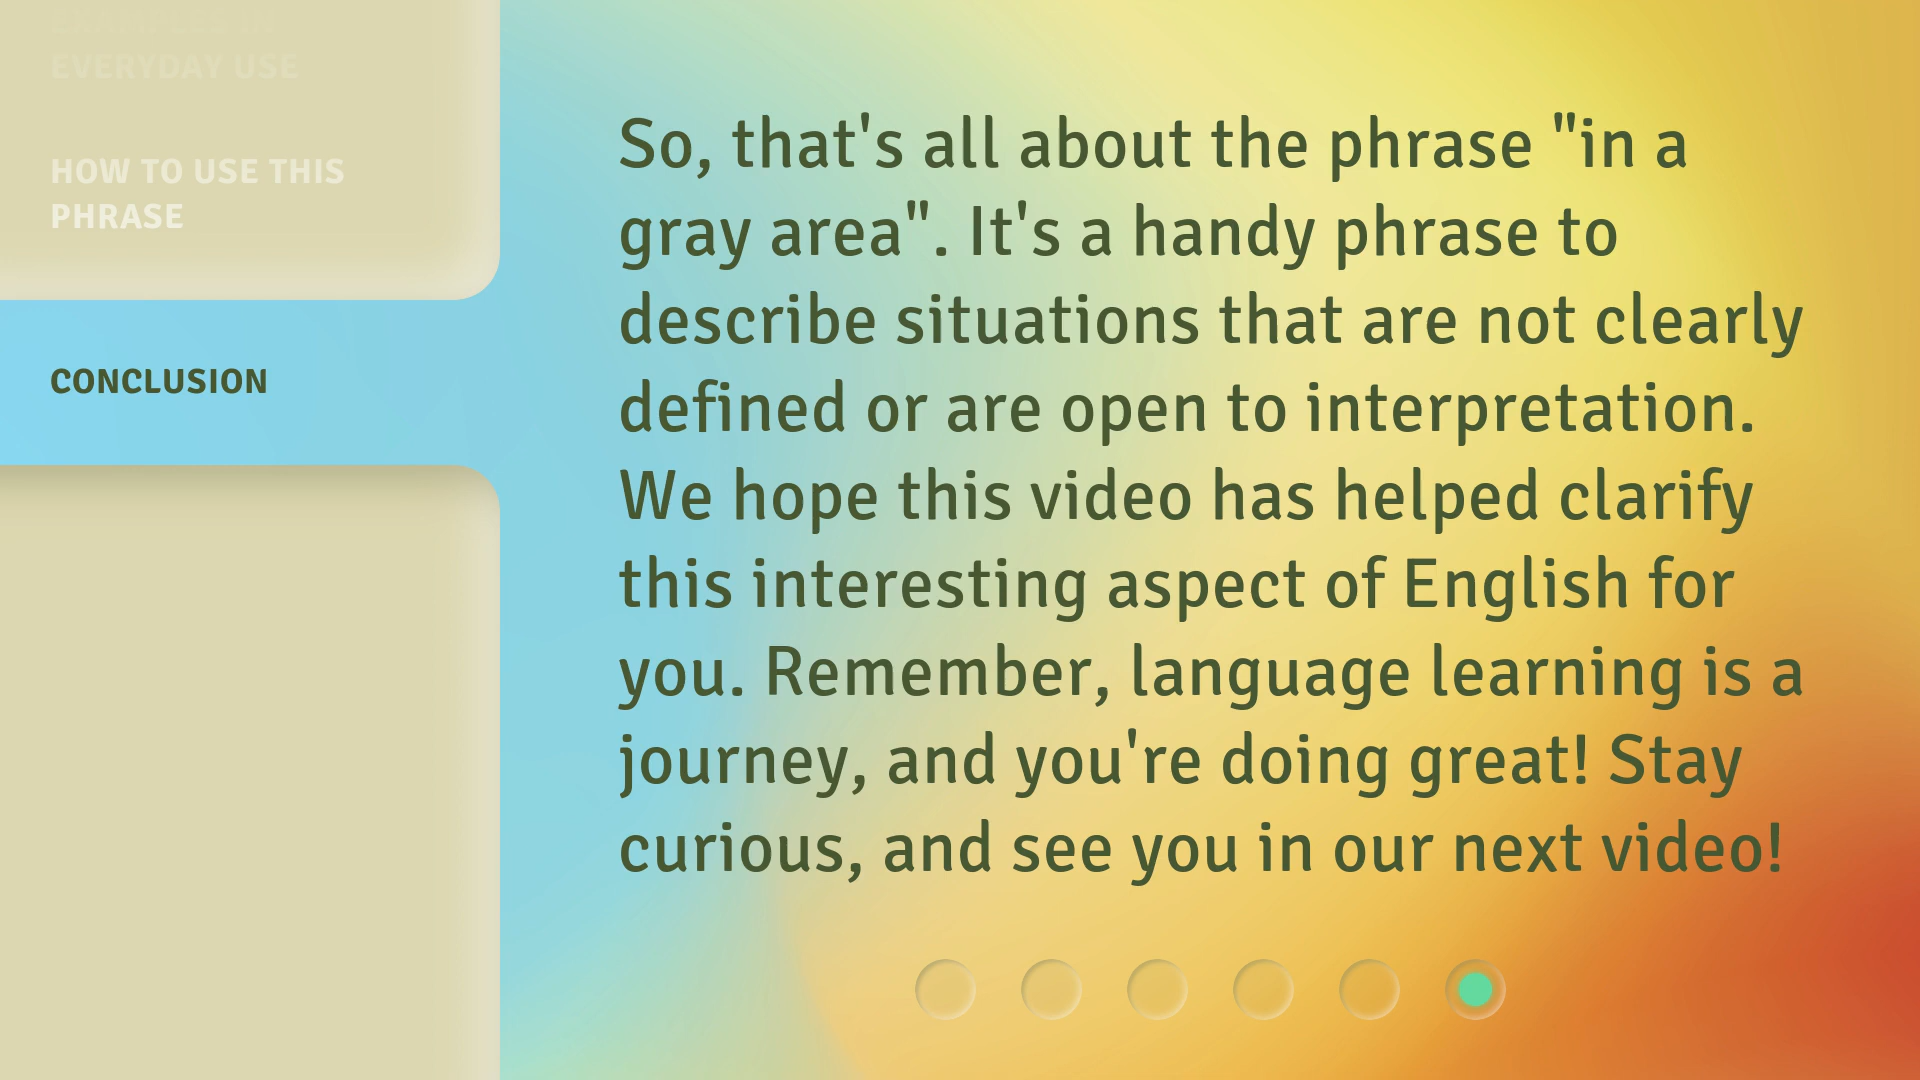 EXAMPLES IN
EVERYDAY USE
HOW TO USE THIS
PHRASE
CONCLUSION
So, that's all about the phrase "in a
gray area". It's a handy phrase to
describe situations that are not clearly
defined or are open to interpretation.
We hope this video has helped clarify
this interesting aspect of English for
you. Remember, language learning is a
journey, and you're doing great! Stay
curious, and see you in our next video!